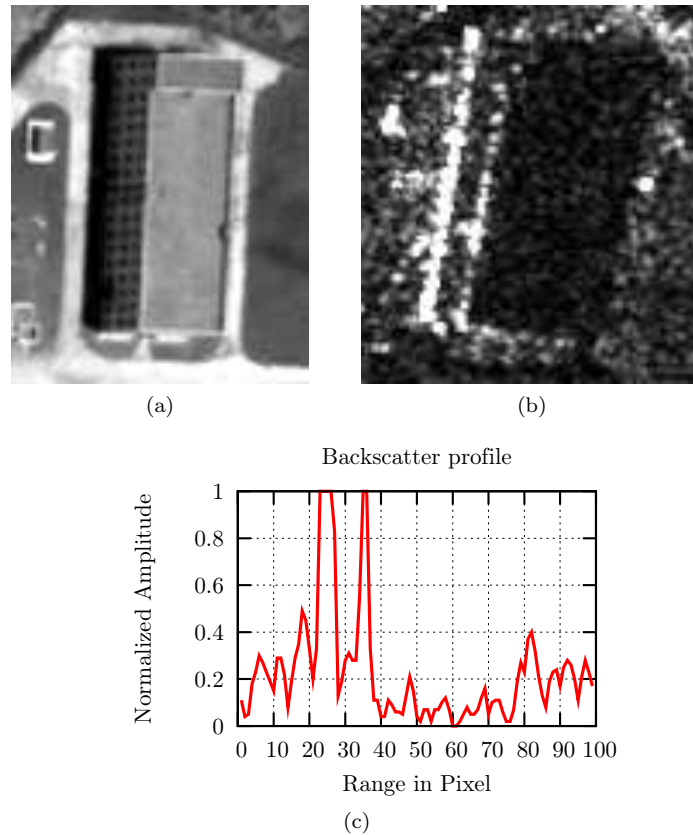 (a)
(b)
Backscatter profile
Normalized Amplitude
1
0.8
0.6
0.4
0.2
0
0 10 20 30 40 50 60 70 80 90 100
Range in Pixel
(c)